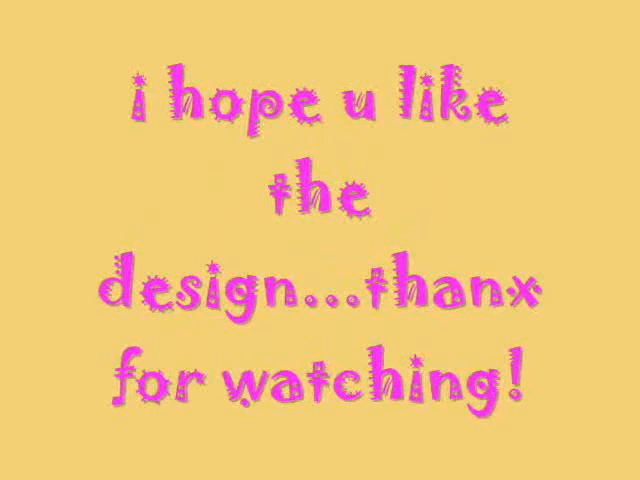 i hope u like
the
design...thanx
for watching!